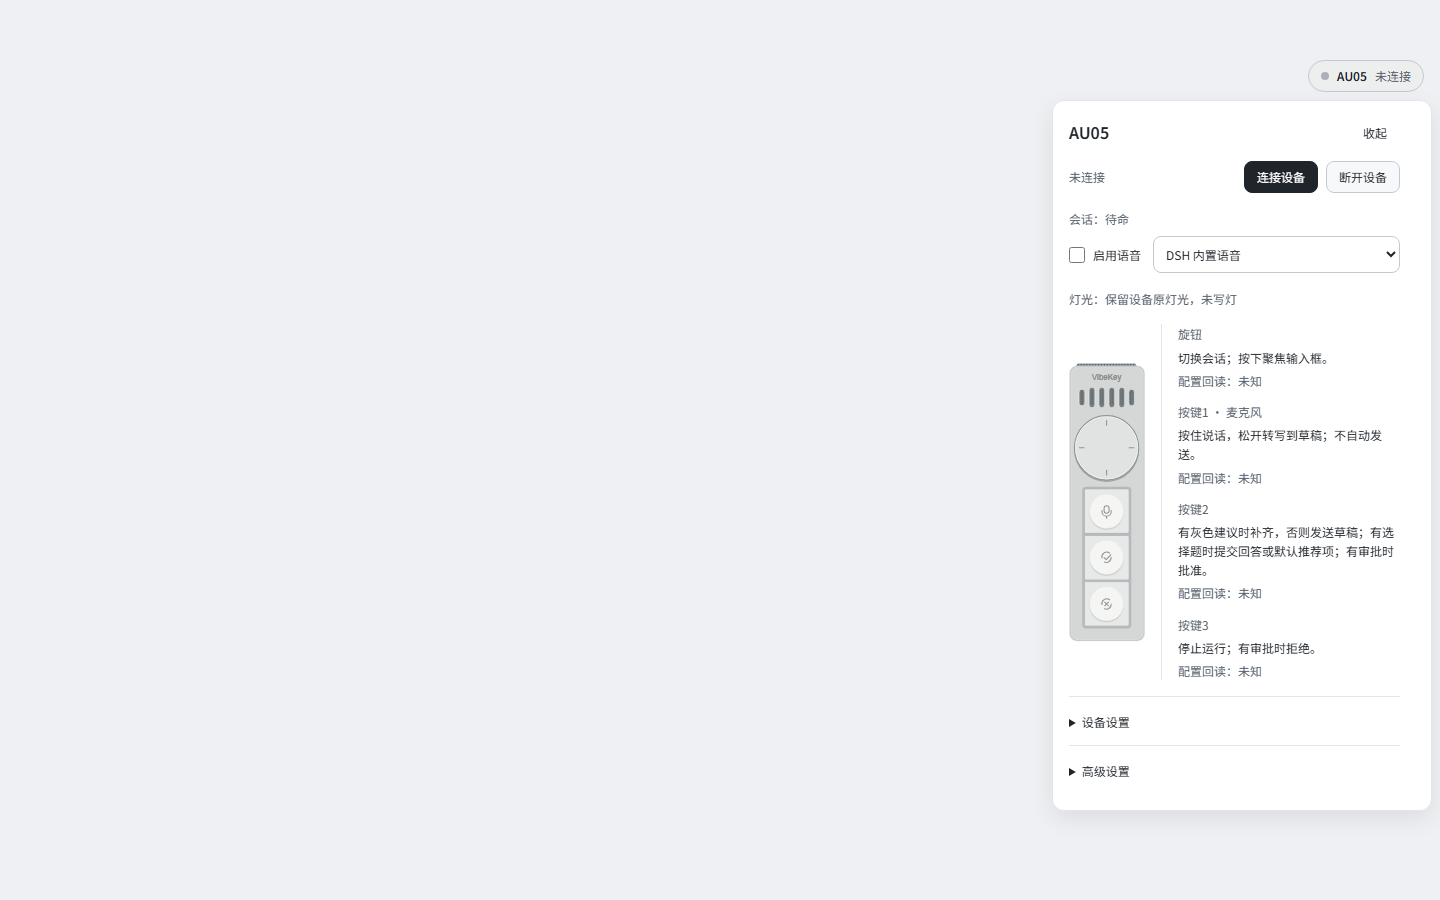 AU05 未连接
AU05
收起
未连接
连接设备
断开设备
会话：待命
启用语音
DSH 内置语音
灯光：保留设备原灯光，未写灯
VibeKey
旋钮
切换会话；按下聚焦输入框。
配置回读：未知
按键1 · 麦克风
按住说话，松开转写到草稿；不自动发
送。
配置回读：未知
按键2
有灰色建议时补齐，否则发送草稿；有选
择题时提交回答或默认推荐项；有审批时
批准。
配置回读：未知
按键3
停止运行；有审批时拒绝。
配置回读：未知
设备设置
高级设置